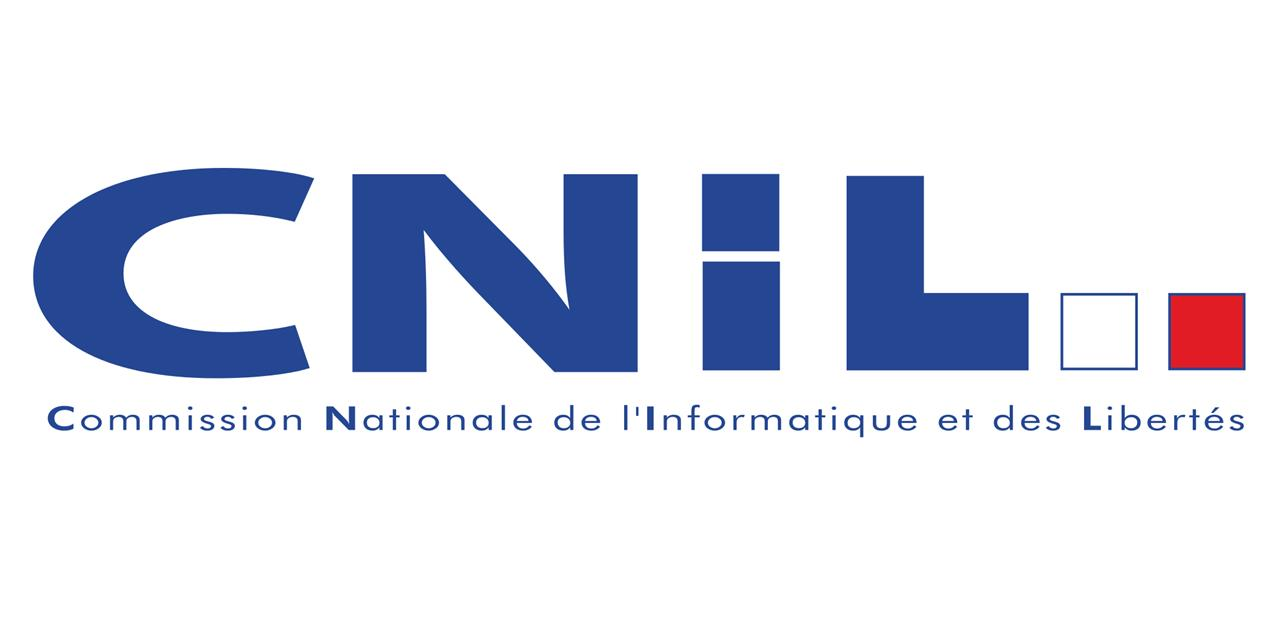 CNiL
Commission Nationale de l'Informatique et des Libertés